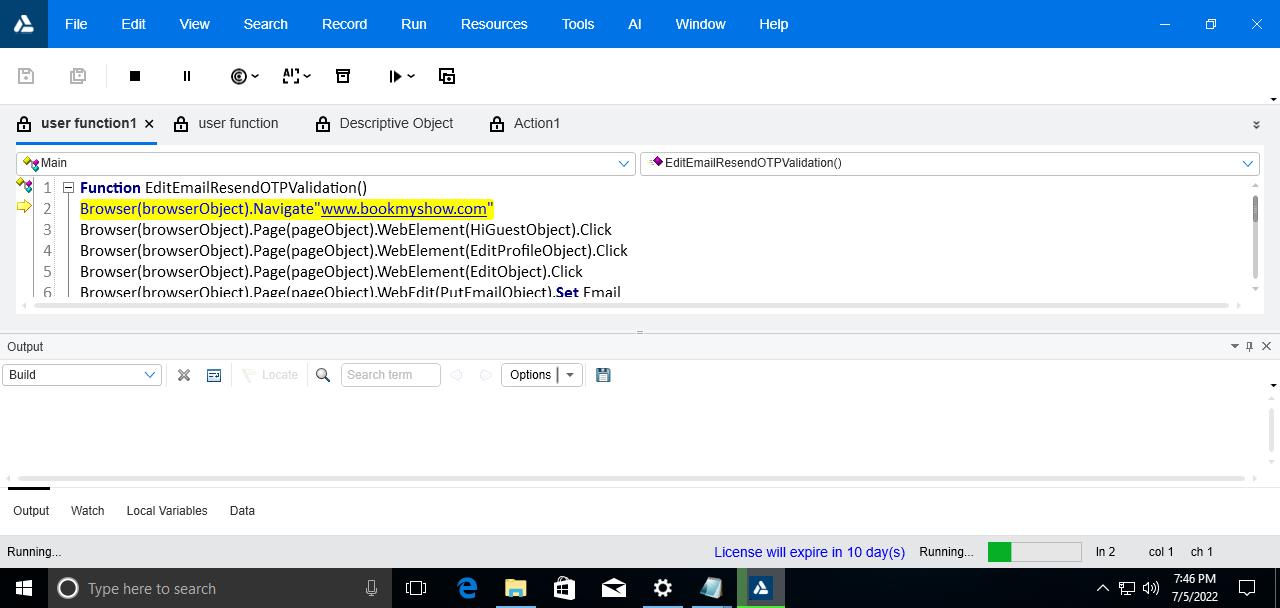 File Edit View Search Record Run Resources Tools AI Window Help
user function1 user function Descriptive Object Action1
Main EditEmailResendOTPValidation()
1 Function EditEmailResendOTPValidation()
2 Browser(browserObject).Navigate"www.bookmyshow.com"
3 Browser(browserObject).Page(pageObject).WebElement(HiGuestObject).Click
4 Browser(browserObject).Page(pageObject).WebElement(EditProfileObject).Click
5 Browser(browserObject).Page(pageObject).WebElement(EditObject).Click
6 Browser(browserObject).Page(pageObject).WebEdit(PutEmailObject).Set Email
Output
Build Locate Search term Options
Output Watch Local Variables Data
Running... License will expire in 10 day(s) Running... ln 2 col 1 ch 1
Type here to search
7:46 PM
7/5/2022